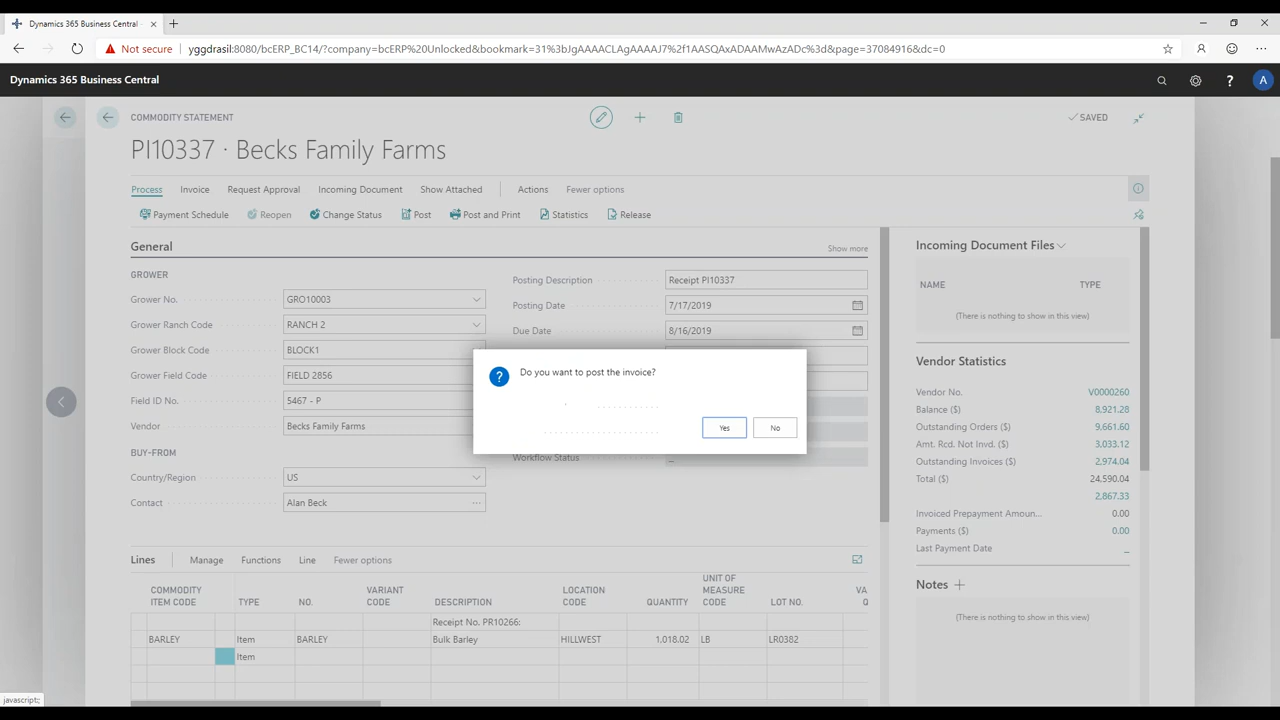 Dynamics 365 Business Central
Not secure
yggdrasil:8080/bcERP_BC14/?company=bcERP%20Unlocked&bookmark=31%3bJgAAAACLAgAAAAJ7%2f1AASQAxADAAMwAzADc%3d&page=37084916&dc=0
Dynamics 365 Business Central
? A
COMMODITY STATEMENT
SAVED
PI10337 · Becks Family Farms
Process Invoice Request Approval Incoming Document Show Attached Actions Fewer options
Payment Schedule Reopen Change Status Post Post and Print Statistics Release
General Show more
GROWER
Grower No. GRO10003
Grower Ranch Code RANCH 2
Grower Block Code BLOCK1
Grower Field Code FIELD 2856
Field ID No. 5467 - P
Vendor Becks Family Farms
BUY-FROM
Country/Region US
Contact Alan Beck
Posting Description Receipt PI10337
Posting Date 7/17/2019
Due Date 8/16/2019
Workflow Status _
Do you want to post the invoice?
Yes No
Incoming Document Files
NAME TYPE
(There is nothing to show in this view)
Vendor Statistics
Vendor No. V0000260
Balance ($) 8,921.28
Outstanding Orders ($) 9,661.60
Amt. Rcd. Not Invd. ($) 3,033.12
Outstanding Invoices ($) 2,974.04
Total ($) 24,590.04
2,867.33
Invoiced Prepayment Amoun... 0.00
Payments ($) 0.00
Last Payment Date _
Notes
(There is nothing to show in this view)
Lines Manage Functions Line Fewer options
COMMODITY ITEM CODE TYPE NO. VARIANT CODE DESCRIPTION LOCATION CODE QUANTITY UNIT OF MEASURE CODE LOT NO. VA Q
Receipt No. PR10266:
BARLEY Item BARLEY Bulk Barley HILLWEST 1,018.02 LB LR0382
Item
javascript:;